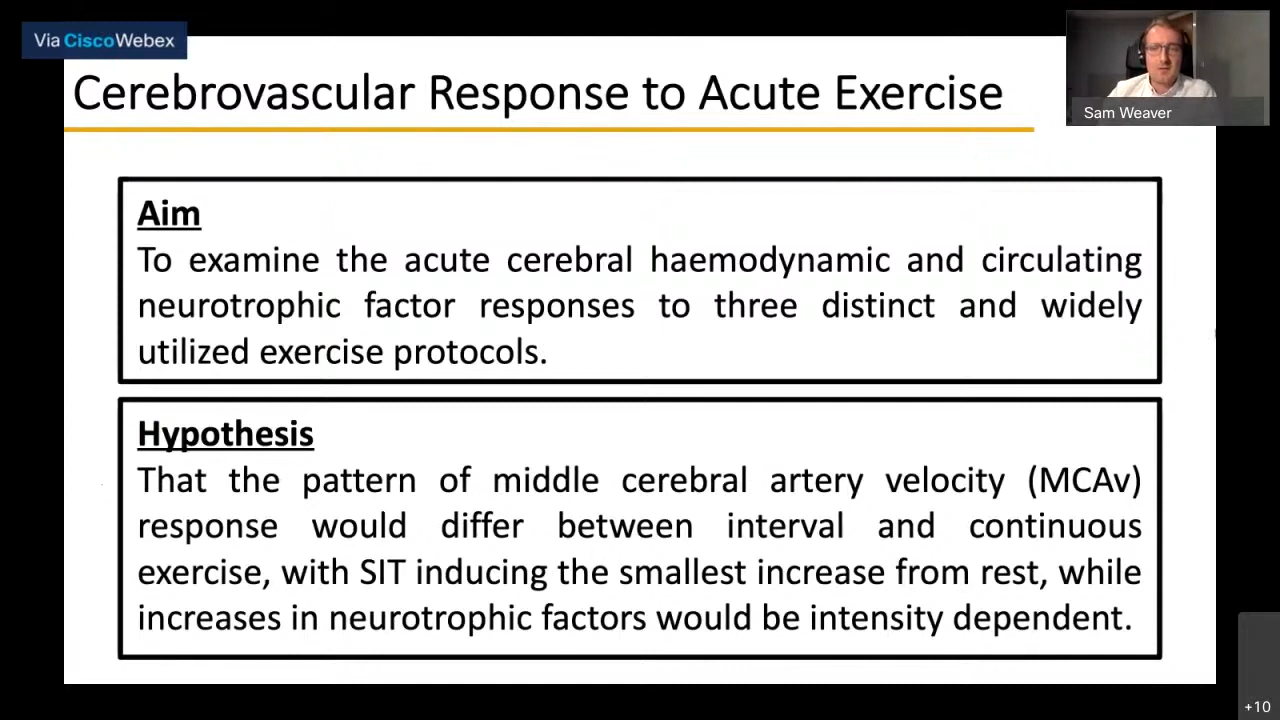 Via Cisco Webex
Cerebrovascular Response to Acute Exercise
Sam Weaver
Aim
To examine the acute cerebral haemodynamic and circulating
neurotrophic factor responses to three distinct and widely
utilized exercise protocols.
Hypothesis
That the pattern of middle cerebral artery velocity (MCAv)
response would differ between interval and continuous
exercise, with SIT inducing the smallest increase from rest, while
increases in neurotrophic factors would be intensity dependent.
+10